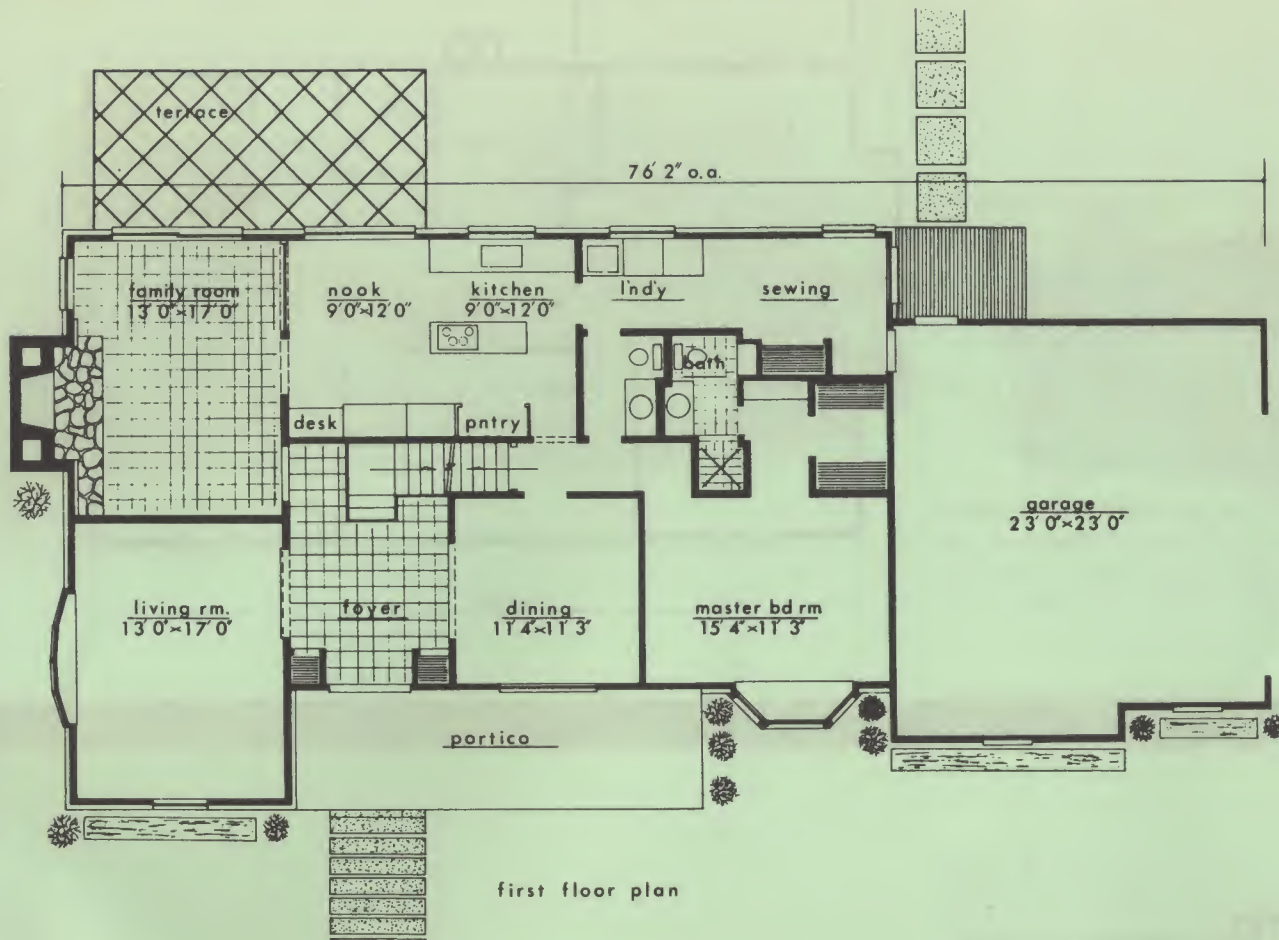 terrace
76' 2" o.a.
family room
13'0"×17'0"
nook
9'0"×12'0"
kitchen
9'0"×12'0"
l'nd'y
sewing
bath
desk
pntry
garage
23'0"×23'0"
living rm.
13'0"×17'0"
foyer
dining
11'4"×11'3"
master bd rm
15'4"×11'3"
portico
first floor plan